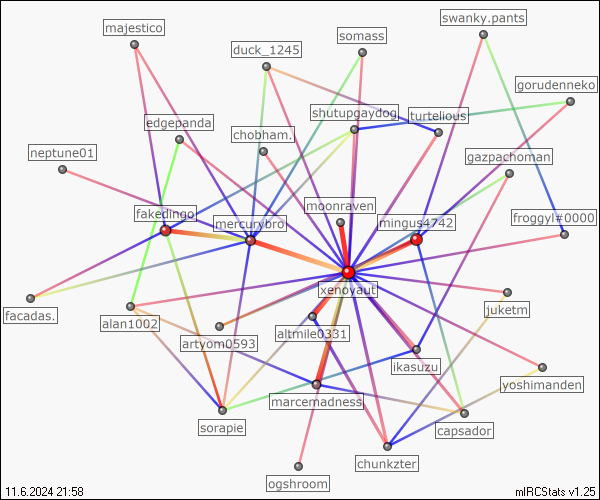 swanky.pants
majestico
somass
duck_1245
gorudenneko
shutupgaydog
turtelious
edgepanda
chobham.
neptune01
gazpachoman
moonraven
fakedingo
mercurybro
mingus4742
froggyl#0000
xenoyaut
facadas.
juketm
alan1002
artyom0593
altmile0331
ikasuzu
yoshimanden
marcemadness
sorapie
capsador
chunkzter
ogshroom
11.6.2024 21:58
mIRCStats v1.25